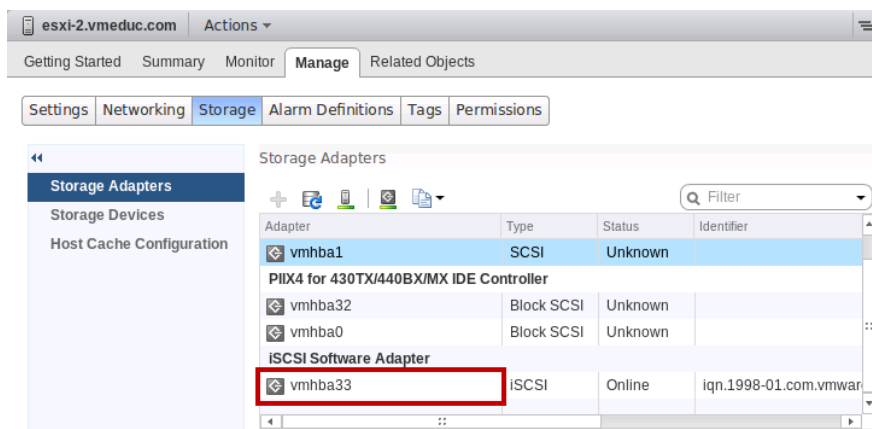 esxi-2.vmeduc.com Actions
Getting Started Summary Monitor Manage Related Objects
Settings Networking Storage Alarm Definitions Tags Permissions
Storage Adapters
Storage Devices
Host Cache Configuration
Storage Adapters
Filter
Adapter Type Status Identifier
vmhba1 SCSI Unknown
PIIX4 for 430TX/440BX/MX IDE Controller
vmhba32 Block SCSI Unknown
vmhba0 Block SCSI Unknown
iSCSI Software Adapter
vmhba33 iSCSI Online iqn.1998-01.com.vmwar